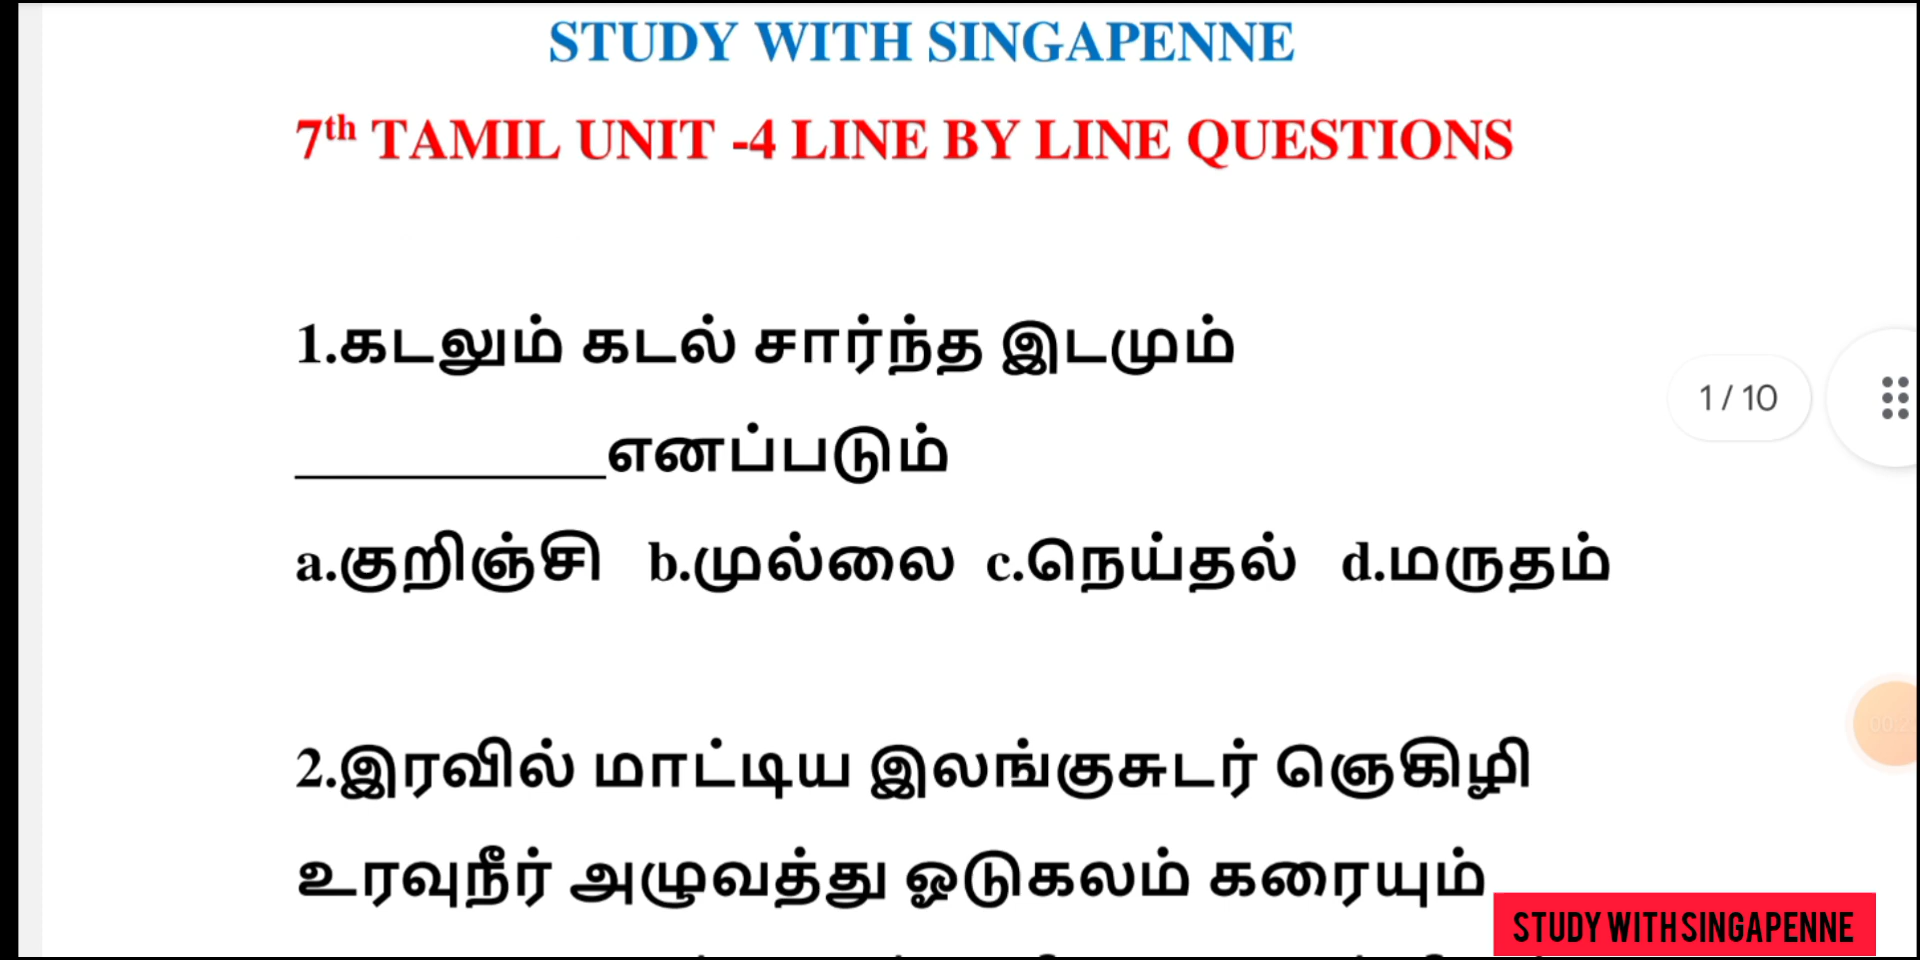 STUDY WITH SINGAPENNE
7th TAMIL UNIT -4 LINE BY LINE QUESTIONS
1.கடலும் கடல் சார்ந்த இடமும்
1 / 10
___________எனப்படும்
a.குறிஞ்சி b.முல்லை c.நெய்தல் d.மருதம்
2.இரவில் மாட்டிய இலங்குசுடர் ஞெகிழி
உரவுநீர் அழுவத்து ஓடுகலம் கரையும்
STUDY WITH SINGAPENNE